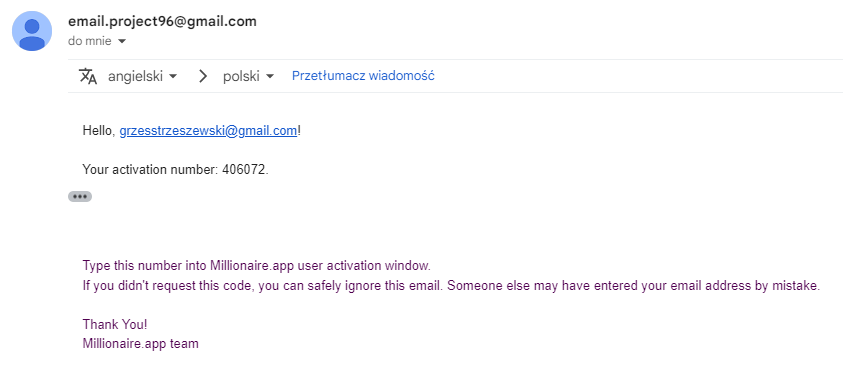 email.project96@gmail.com
do mnie
angielski polski Przetłumacz wiadomość
Hello, grzesstrzeszewski@gmail.com!
Your activation number: 406072.
Type this number into Millionaire.app user activation window.
If you didn't request this code, you can safely ignore this email. Someone else may have entered your email address by mistake.
Thank You!
Millionaire.app team